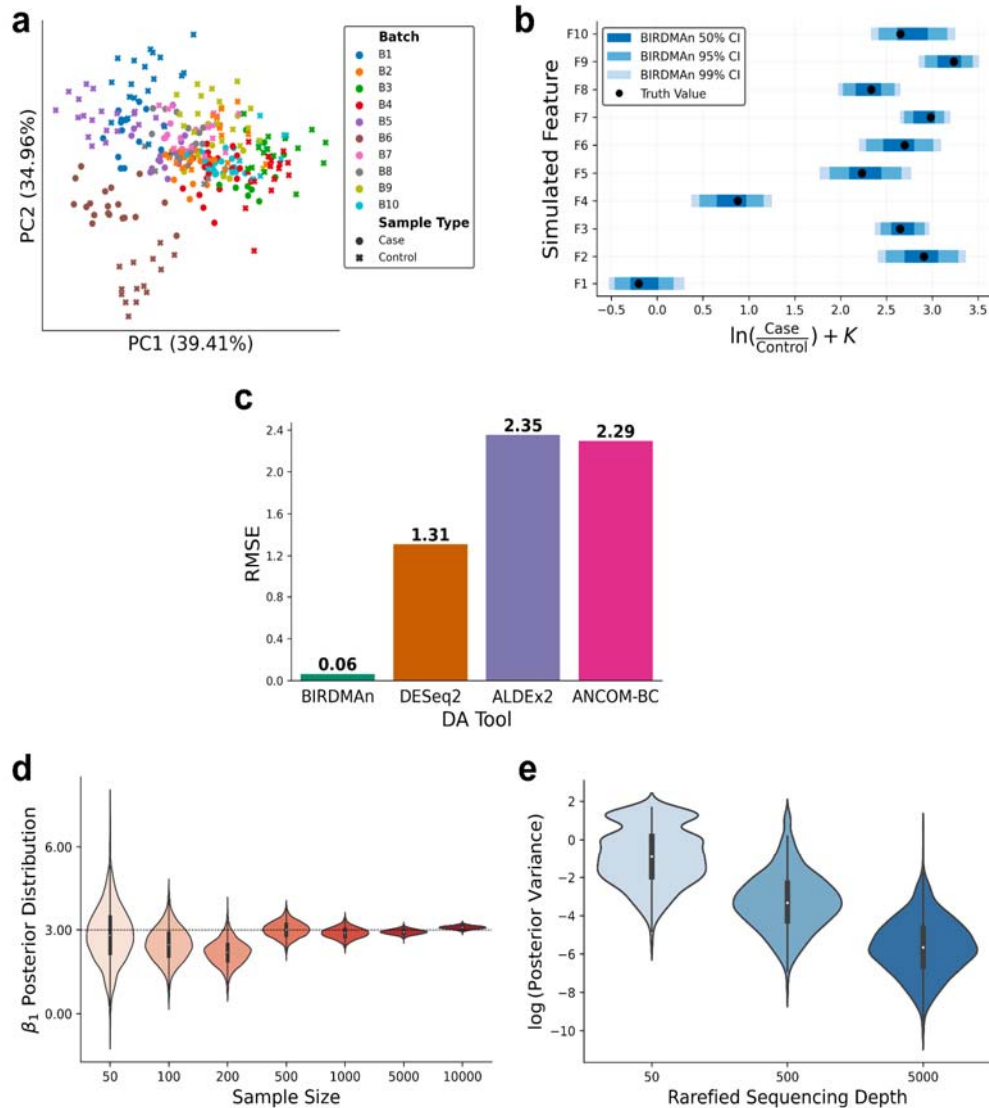 a
PC2 (34.96%)
PC1 (39.41%)
Batch
B1
B2
B3
B4
B5
B6
B7
B8
B9
B10
Sample Type
Case
Control
b
Simulated Feature
F10
F9
F8
F7
F6
F5
F4
F3
F2
F1
BIRDMAn 50% CI
BIRDMAn 95% CI
BIRDMAn 99% CI
Truth Value
−0.5 0.0 0.5 1.0 1.5 2.0 2.5 3.0 3.5
ln(Case/Control) + K
c
RMSE
2.4
2.0
1.6
1.2
0.8
0.4
0.0
0.06
1.31
2.35
2.29
BIRDMAn DESeq2 ALDEx2 ANCOM-BC
DA Tool
d
β₁ Posterior Distribution
6.00
3.00
0.00
50 100 200 500 1000 5000 10000
Sample Size
e
log (Posterior Variance)
2
0
−2
−4
−6
−8
−10
50 500 5000
Rarefied Sequencing Depth